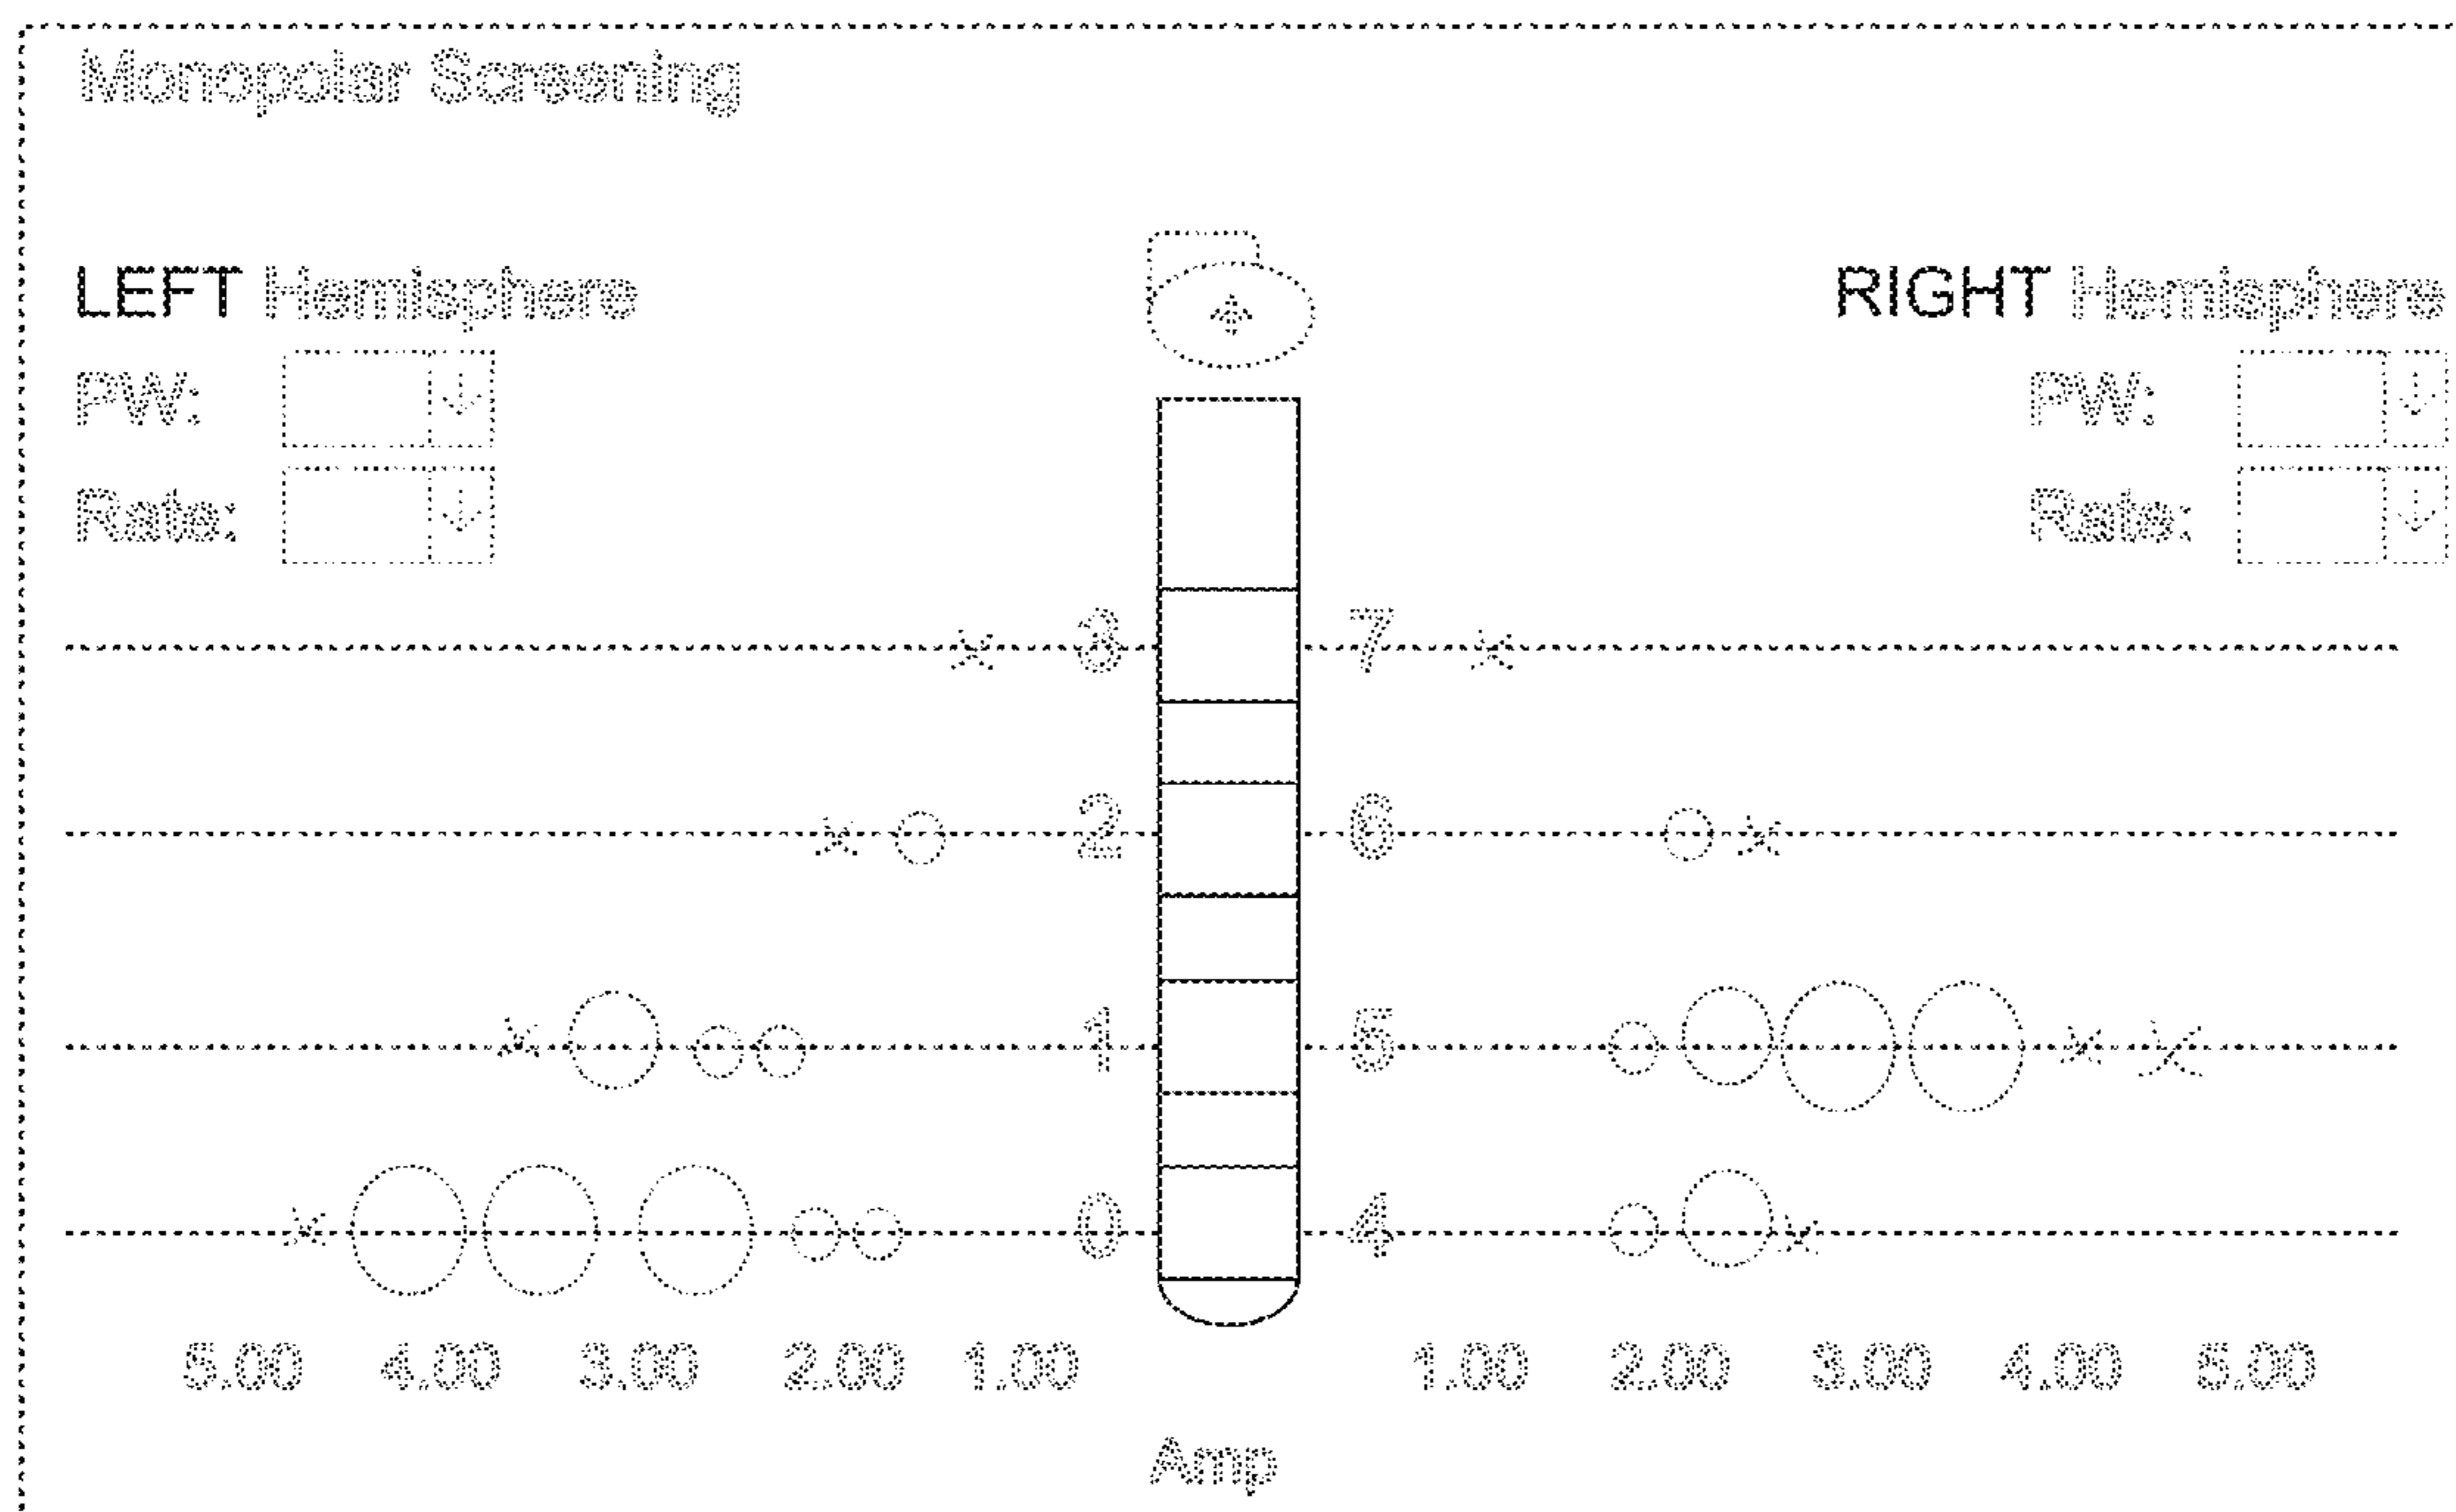 Monopolar Screening
LEFT Hemisphere RIGHT Hemisphere
PW: PW:
Rate: Rate:
3 7
2 6
1 5
0 4
5.00 4.00 3.00 2.00 1.00 1.00 2.00 3.00 4.00 5.00
Amp